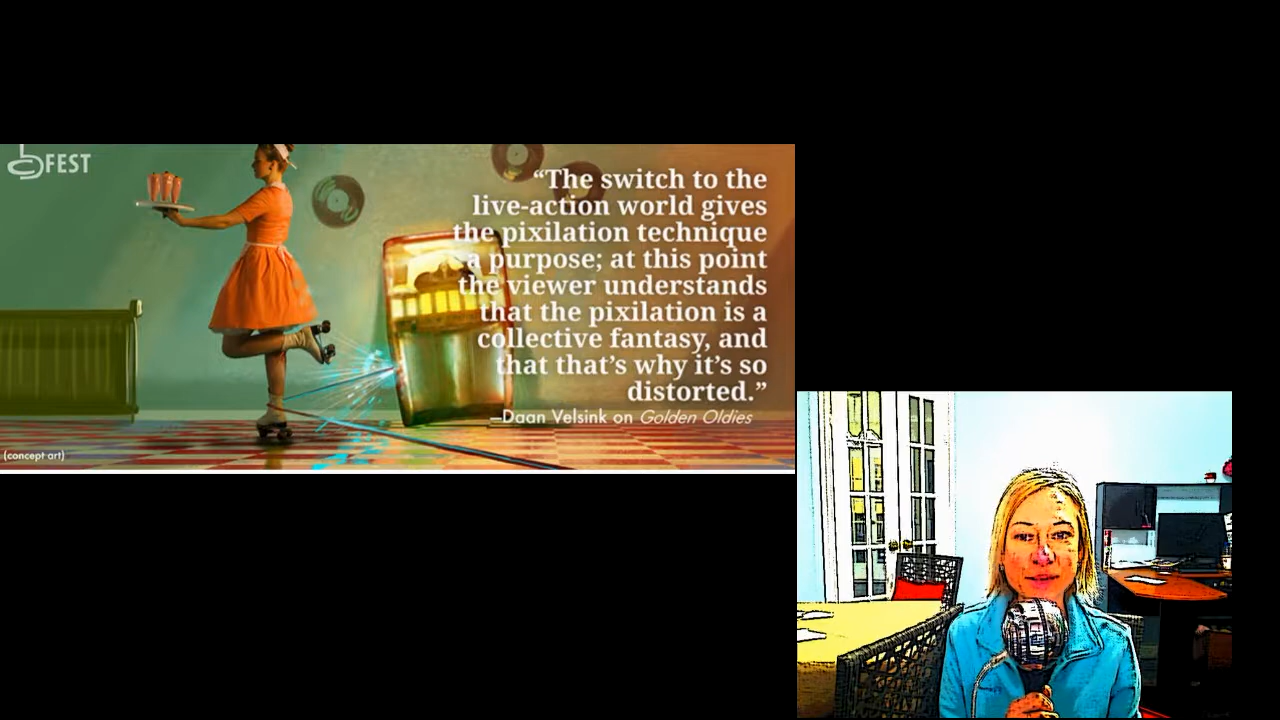 FEST
“The switch to the
live-action world gives
the pixilation technique
a purpose; at this point
the viewer understands
that the pixilation is a
collective fantasy, and
that that’s why it’s so
distorted.”
—Daan Velsink on Golden Oldies
(concept art)